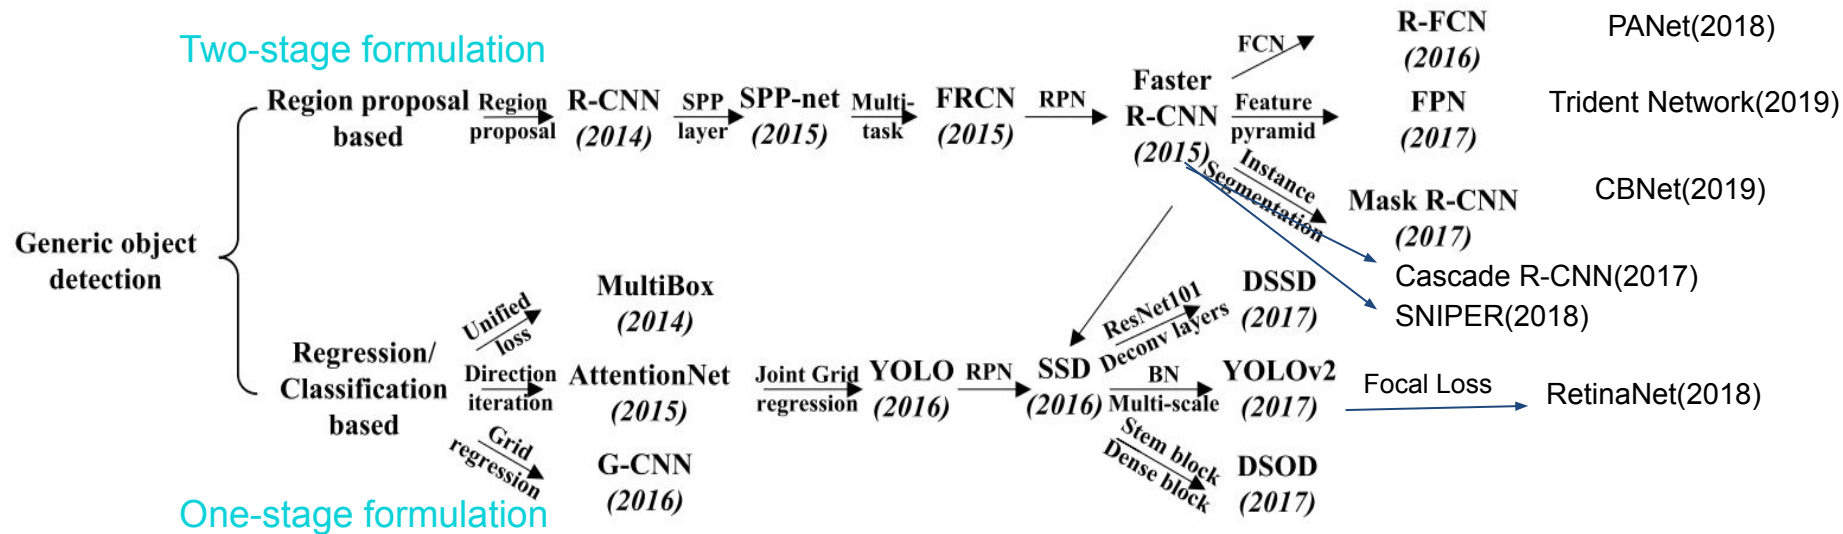 Two-stage formulation
Region proposal
based
Region
proposal
R-CNN
(2014)
SPP
layer
SPP-net
(2015)
Multi-
task
FRCN
(2015)
RPN
Faster
R-CNN
(2015)
FCN
R-FCN
(2016)
Feature
pyramid
FPN
(2017)
Instance
Segmentation
Mask R-CNN
(2017)
PANet(2018)
Trident Network(2019)
CBNet(2019)
Cascade R-CNN(2017)
SNIPER(2018)
Generic object
detection
Regression/
Classification
based
Unified
loss
MultiBox
(2014)
Direction
iteration
AttentionNet
(2015)
Grid
regression
G-CNN
(2016)
Joint Grid
regression
YOLO
(2016)
RPN
SSD
(2016)
ResNet101
Deconv layers
DSSD
(2017)
BN
Multi-scale
YOLOv2
(2017)
Stem block
Dense block
DSOD
(2017)
Focal Loss
RetinaNet(2018)
One-stage formulation